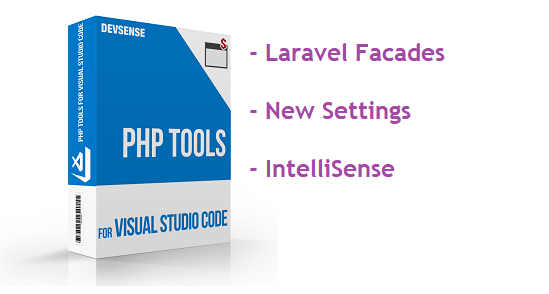 DEVSENSE
PHP TOOLS FOR VISUAL STUDIO CODE
PHP TOOLS
FOR VISUAL STUDIO CODE
- Laravel Facades
- New Settings
- IntelliSense